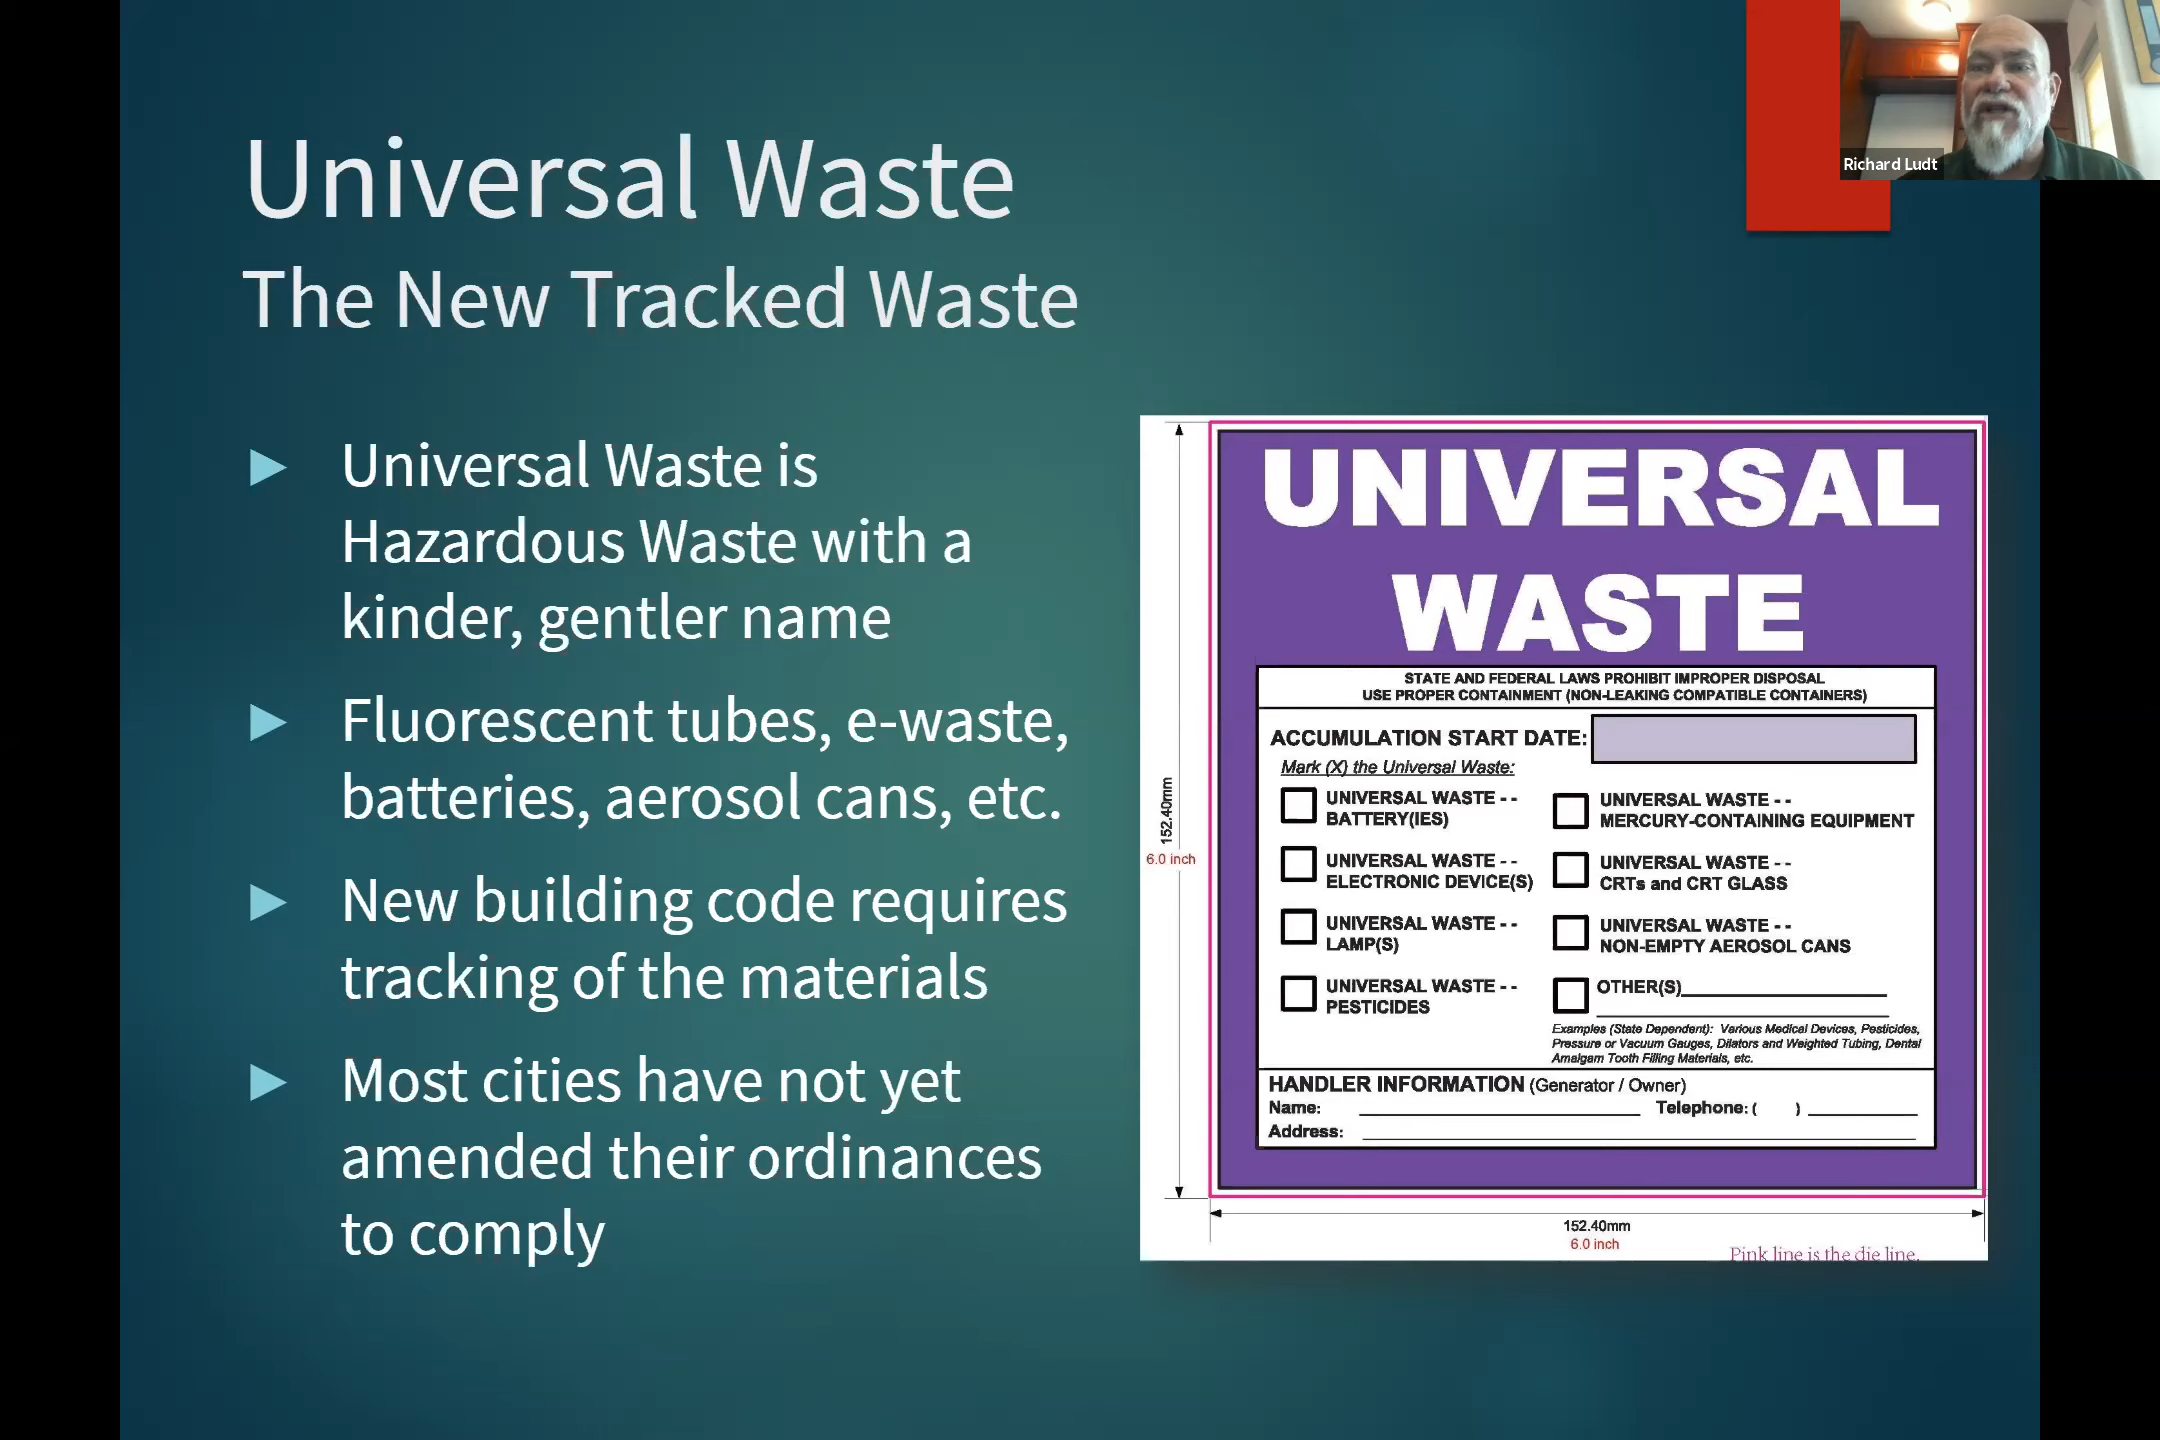 Universal Waste
The New Tracked Waste
Richard Ludt
► Universal Waste is
Hazardous Waste with a
kinder, gentler name
► Fluorescent tubes, e-waste,
batteries, aerosol cans, etc.
► New building code requires
tracking of the materials
► Most cities have not yet
amended their ordinances
to comply
152.40mm
6.0 inch
UNIVERSAL
WASTE
STATE AND FEDERAL LAWS PROHIBIT IMPROPER DISPOSAL
USE PROPER CONTAINMENT (NON-LEAKING COMPATIBLE CONTAINERS)
ACCUMULATION START DATE:
Mark (X) the Universal Waste:
UNIVERSAL WASTE - -
BATTERY(IES)
UNIVERSAL WASTE - -
ELECTRONIC DEVICE(S)
UNIVERSAL WASTE - -
LAMP(S)
UNIVERSAL WASTE - -
PESTICIDES
UNIVERSAL WASTE - -
MERCURY-CONTAINING EQUIPMENT
UNIVERSAL WASTE - -
CRTs and CRT GLASS
UNIVERSAL WASTE - -
NON-EMPTY AEROSOL CANS
OTHER(S)
Examples (State Dependent): Various Medical Devices, Pesticides,
Pressure or Vacuum Gauges, Dilators and Weighted Tubing, Dental
Amalgam Tooth Filling Materials, etc.
HANDLER INFORMATION (Generator / Owner)
Name: Telephone: ( )
Address:
152.40mm
6.0 inch
Pink line is the die line.